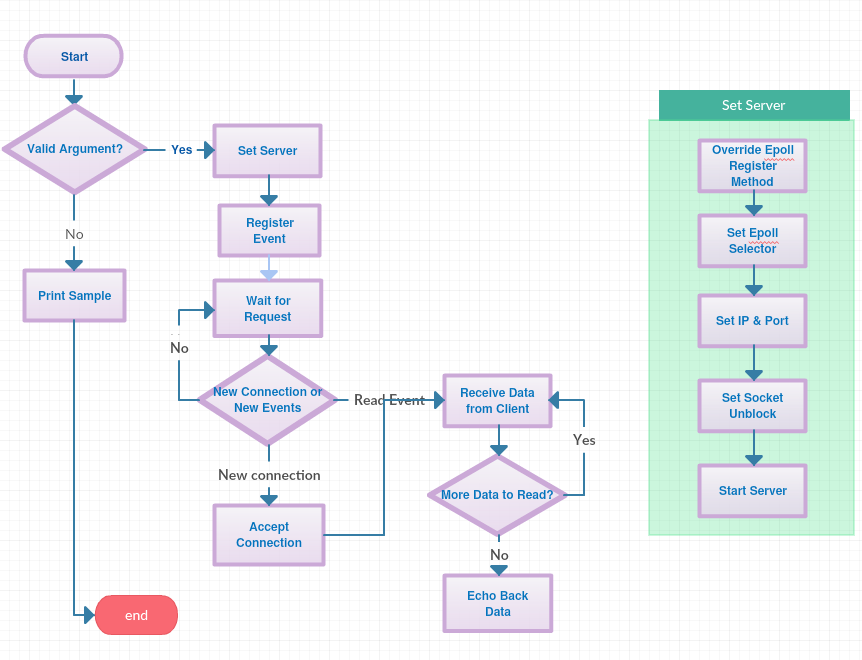 Start
Valid Argument?
Yes
Set Server
Register
Event
No
Print Sample
Wait for
Request
No
New Connection or
New Events
Read Event
Receive Data
from Client
Yes
New connection
More Data to Read?
Accept
Connection
No
Echo Back
Data
end
Set Server
Override Epoll
Register
Method
Set Epoll
Selector
Set IP & Port
Set Socket
Unblock
Start Server